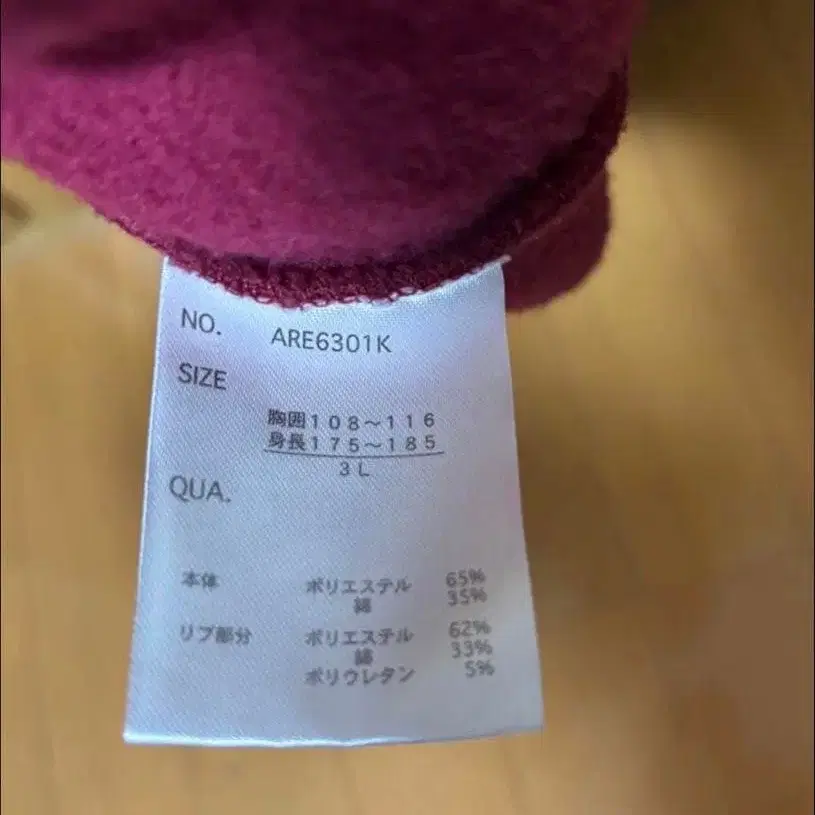 NO. ARE6301K
SIZE
胸囲108～116
身長175～185
3L
QUA.
本体 ポリエステル 65%
綿 35%
リブ部分 ポリエステル 62%
綿 33%
ポリウレタン 5%